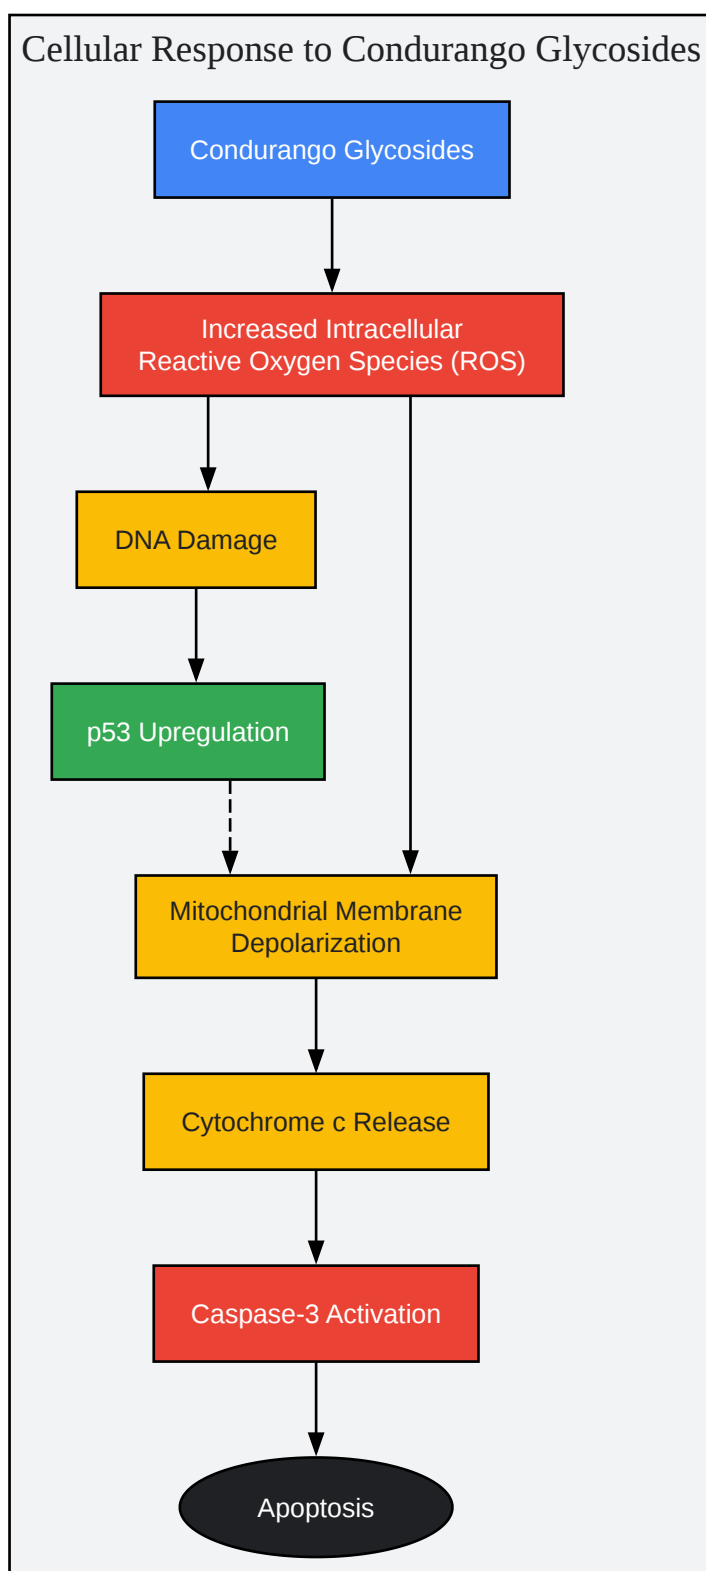 Cellular Response to Condurango Glycosides
Condurango Glycosides
Increased Intracellular
Reactive Oxygen Species (ROS)
DNA Damage
p53 Upregulation
Mitochondrial Membrane
Depolarization
Cytochrome c Release
Caspase-3 Activation
Apoptosis